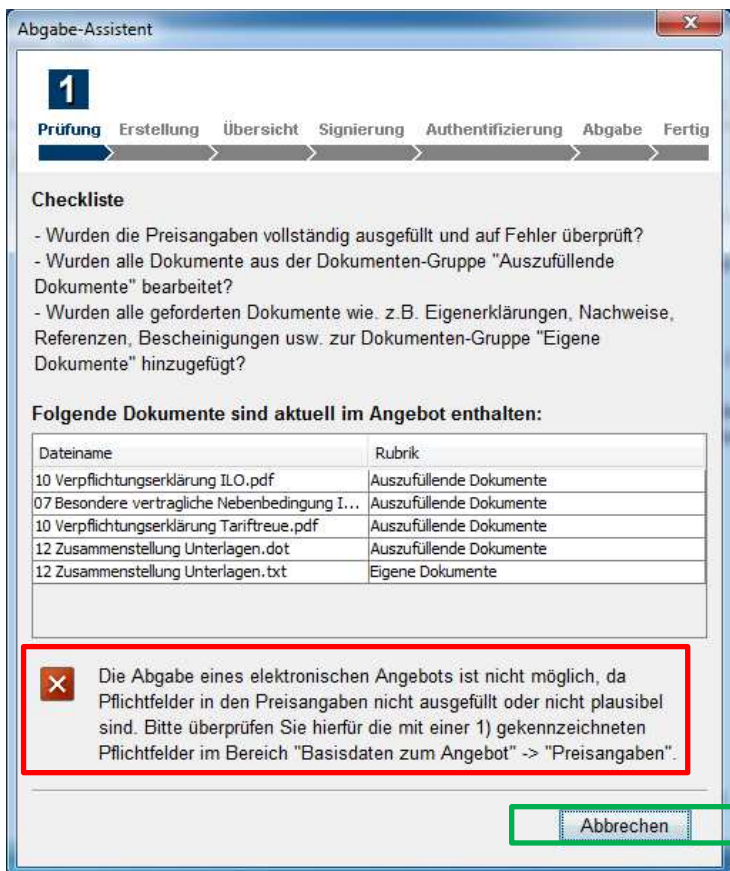 Abgabe-Assistent
1
Prüfung Erstellung Übersicht Signierung Authentifizierung Abgabe Fertig
Checkliste
- Wurden die Preisangaben vollständig ausgefüllt und auf Fehler überprüft?
- Wurden alle Dokumente aus der Dokumenten-Gruppe "Auszufüllende
Dokumente" bearbeitet?
- Wurden alle geforderten Dokumente wie. z.B. Eigenerklärungen, Nachweise,
Referenzen, Bescheinigungen usw. zur Dokumenten-Gruppe "Eigene
Dokumente" hinzugefügt?
Folgende Dokumente sind aktuell im Angebot enthalten:
Dateiname Rubrik
10 Verpflichtungserklärung ILO.pdf Auszufüllende Dokumente
07 Besondere vertragliche Nebenbedingung I... Auszufüllende Dokumente
10 Verpflichtungserklärung Tariftreue.pdf Auszufüllende Dokumente
12 Zusammenstellung Unterlagen.dot Auszufüllende Dokumente
12 Zusammenstellung Unterlagen.txt Eigene Dokumente
Die Abgabe eines elektronischen Angebots ist nicht möglich, da
Pflichtfelder in den Preisangaben nicht ausgefüllt oder nicht plausibel
sind. Bitte überprüfen Sie hierfür die mit einer 1) gekennzeichneten
Pflichtfelder im Bereich "Basisdaten zum Angebot" -> "Preisangaben".
Abbrechen